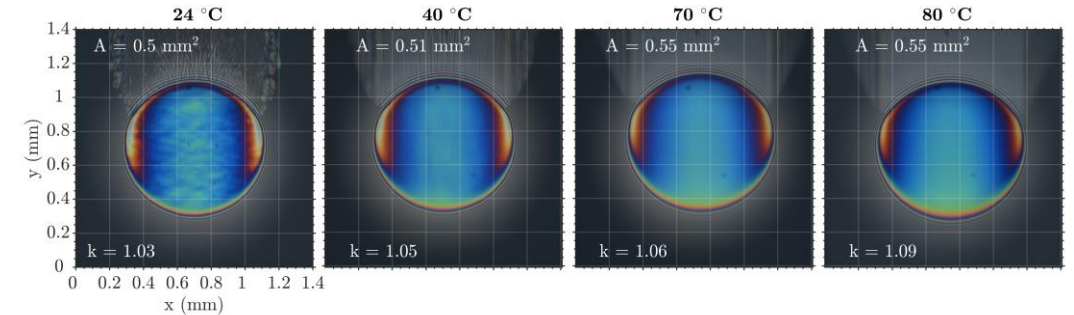 24 °C
40 °C
70 °C
80 °C
A = 0.5 mm²
A = 0.51 mm²
A = 0.55 mm²
A = 0.55 mm²
k = 1.03
k = 1.05
k = 1.06
k = 1.09
y (mm)
1.4
1.2
1
0.8
0.6
0.4
0.2
0
0 0.2 0.4 0.6 0.8 1 1.2 1.4
x (mm)